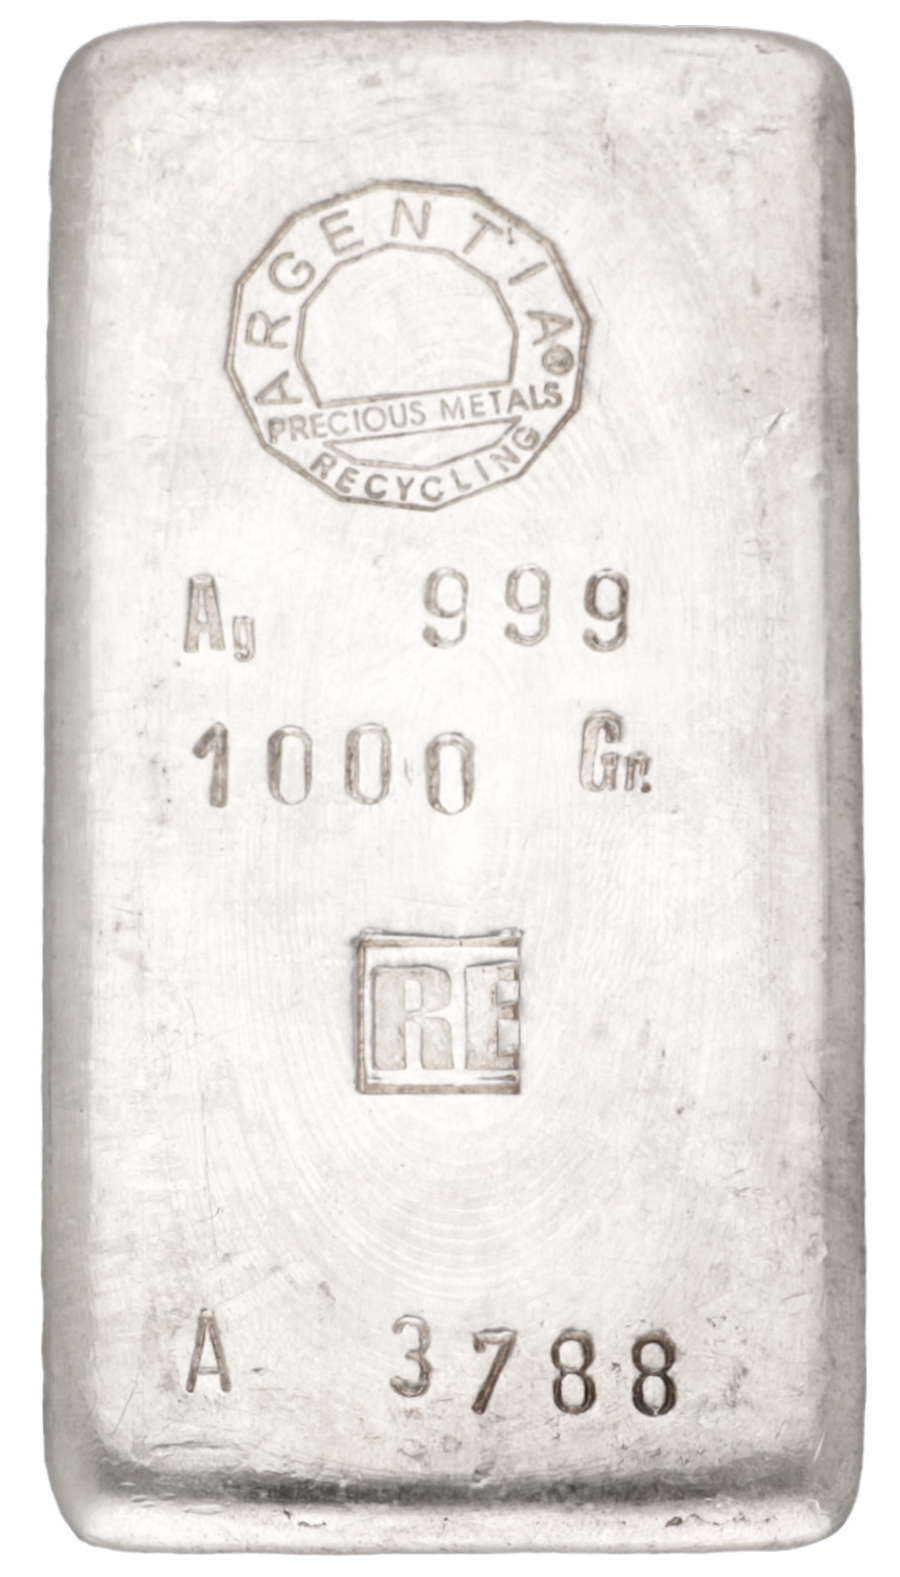 ARGENTIA®
PRECIOUS METALS
RECYCLING
Ag 999
1000 Gr.
RE
A 3788